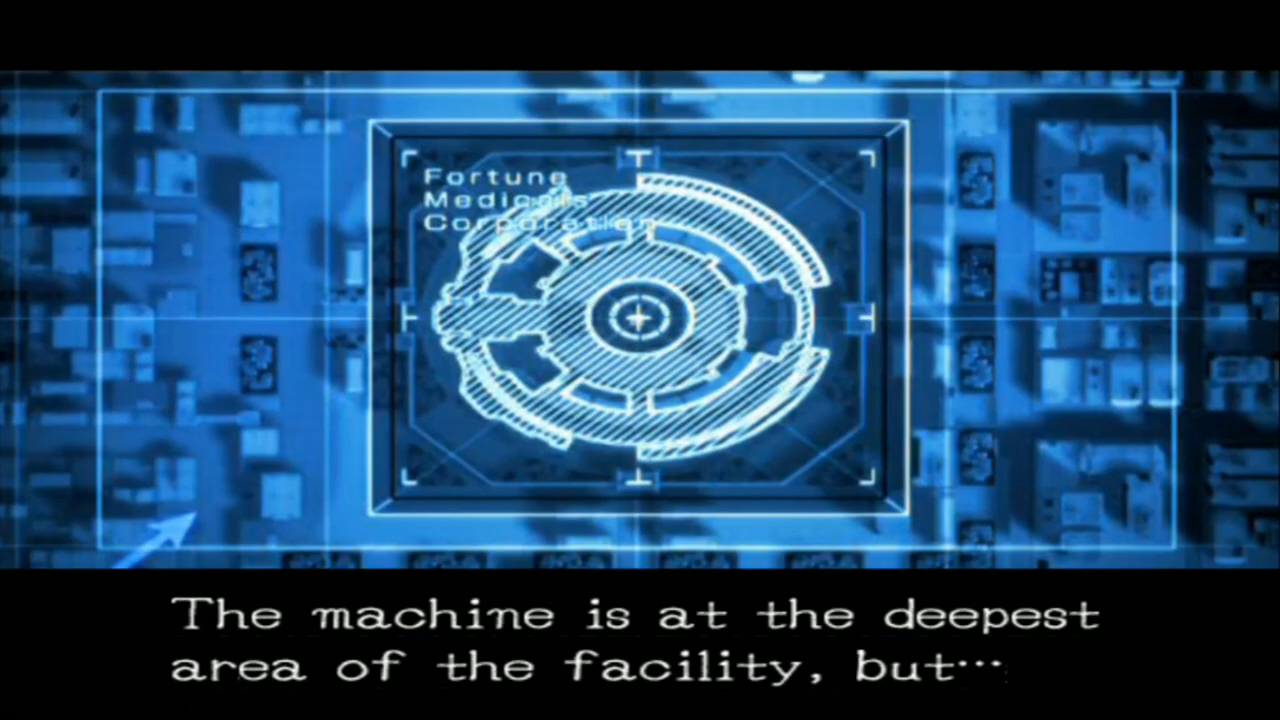 Fortune
Medicals
Corporation
The machine is at the deepest
area of the facility, but…